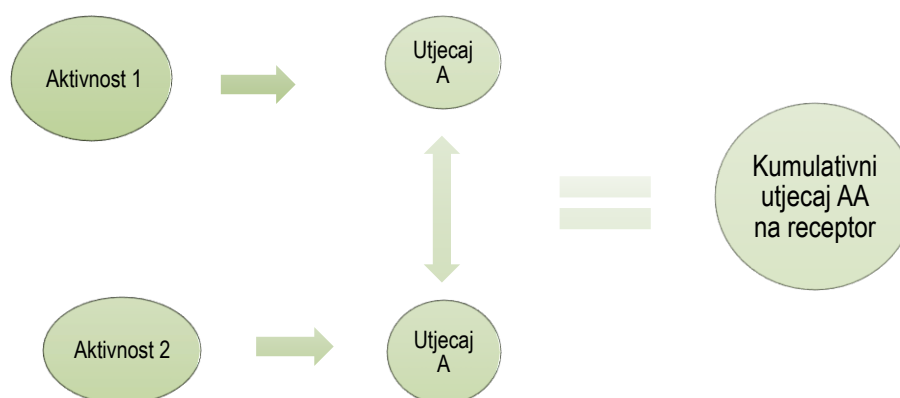 Aktivnost 1
Utjecaj
A
Kumulativni
utjecaj AA
na receptor
Aktivnost 2
Utjecaj
A